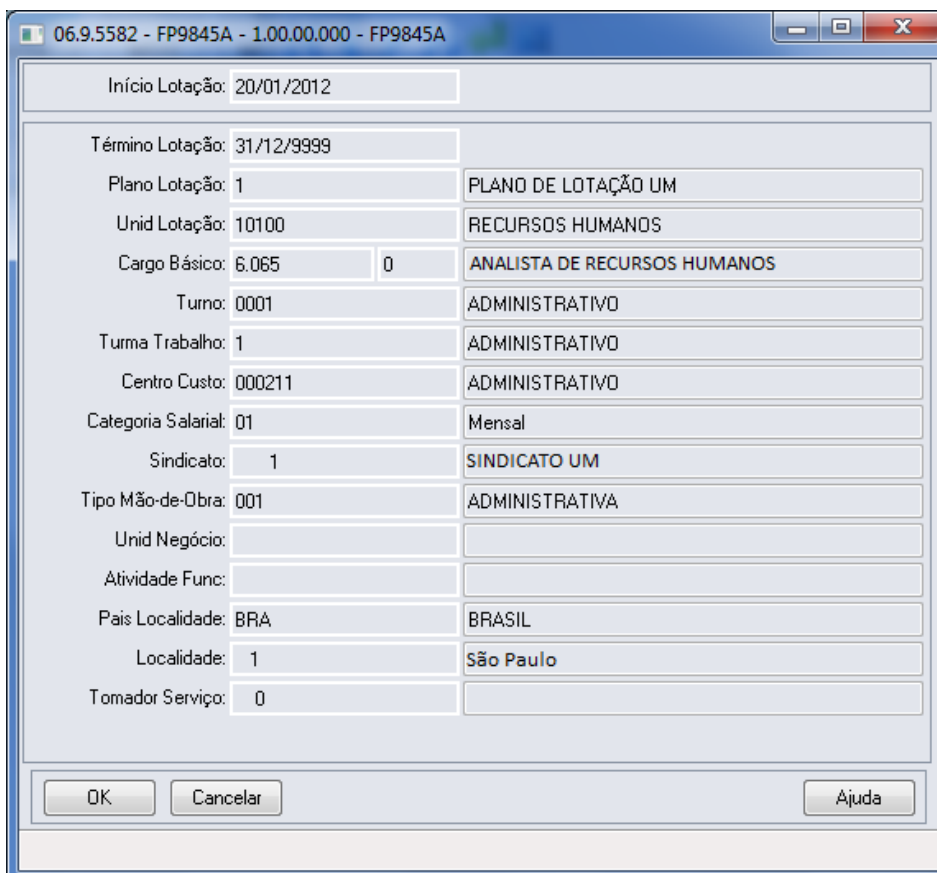 06.9.5582 - FP9845A - 1.00.00.000 - FP9845A
Início Lotação: 20/01/2012
Término Lotação: 31/12/9999
Plano Lotação: 1 PLANO DE LOTAÇÃO UM
Unid Lotação: 10100 RECURSOS HUMANOS
Cargo Básico: 6.065 0 ANALISTA DE RECURSOS HUMANOS
Turno: 0001 ADMINISTRATIVO
Turma Trabalho: 1 ADMINISTRATIVO
Centro Custo: 000211 ADMINISTRATIVO
Categoria Salarial: 01 Mensal
Sindicato: 1 SINDICATO UM
Tipo Mão-de-Obra: 001 ADMINISTRATIVA
Unid Negócio:
Atividade Func:
Pais Localidade: BRA BRASIL
Localidade: 1 São Paulo
Tomador Serviço: 0
OK Cancelar Ajuda